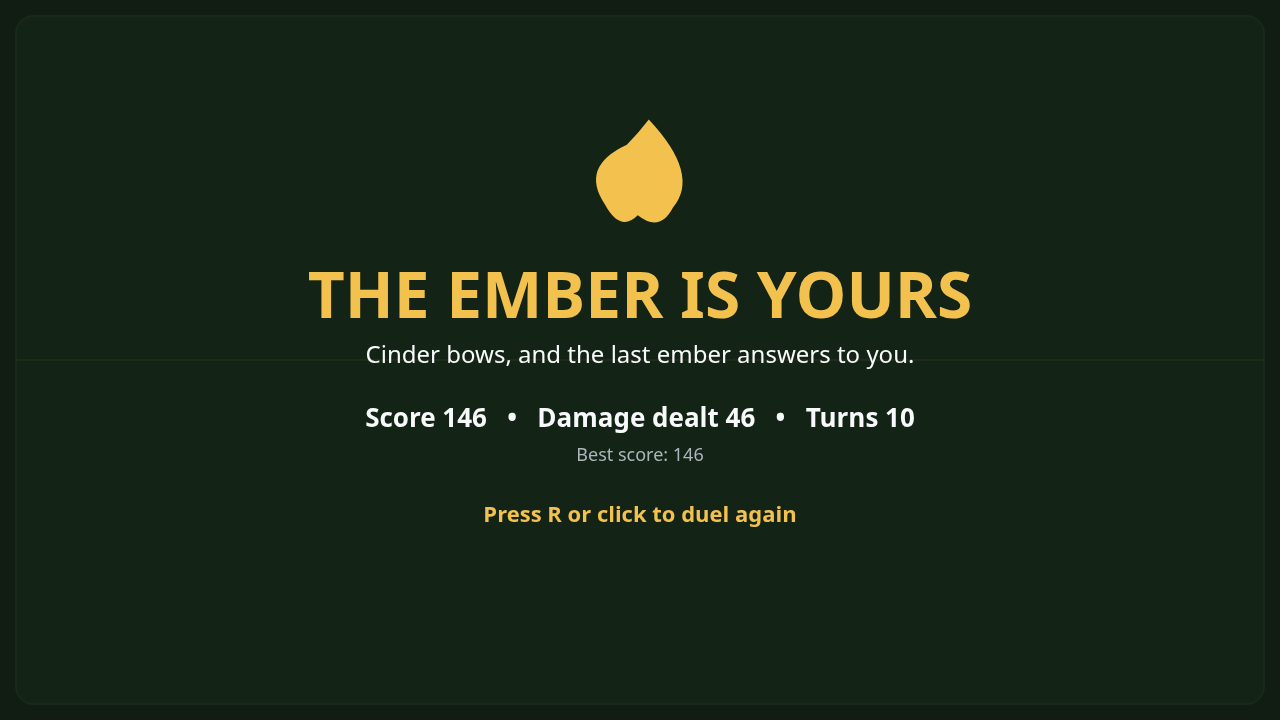 THE EMBER IS YOURS
Cinder bows, and the last ember answers to you.
Score 146 • Damage dealt 46 • Turns 10
Best score: 146
Press R or click to duel again